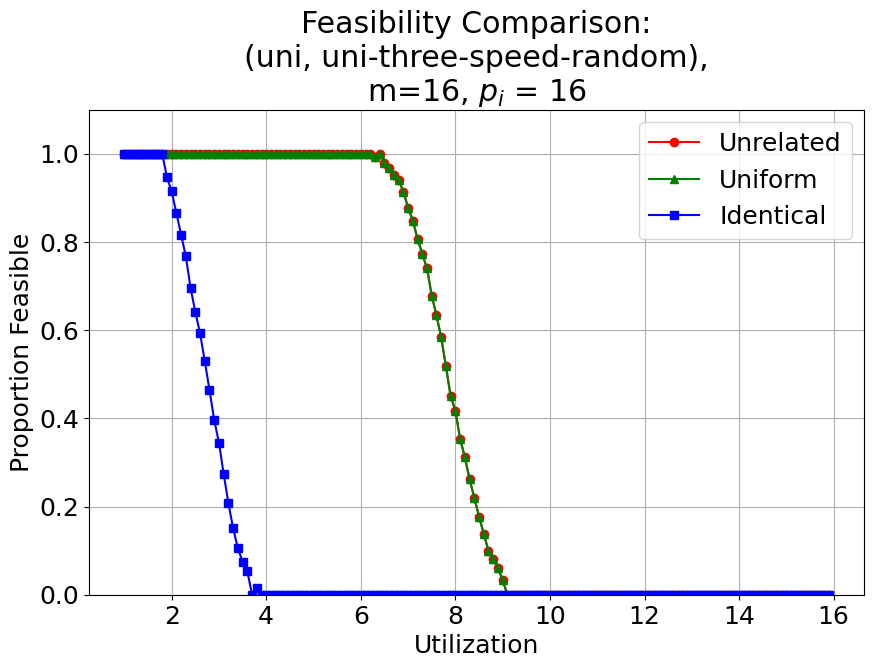 Feasibility Comparison:
(uni, uni-three-speed-random),
m=16, $p_i$ = 16
Unrelated
Uniform
Identical
Proportion Feasible
1.0
0.8
0.6
0.4
0.2
0.0
2 4 6 8 10 12 14 16
Utilization